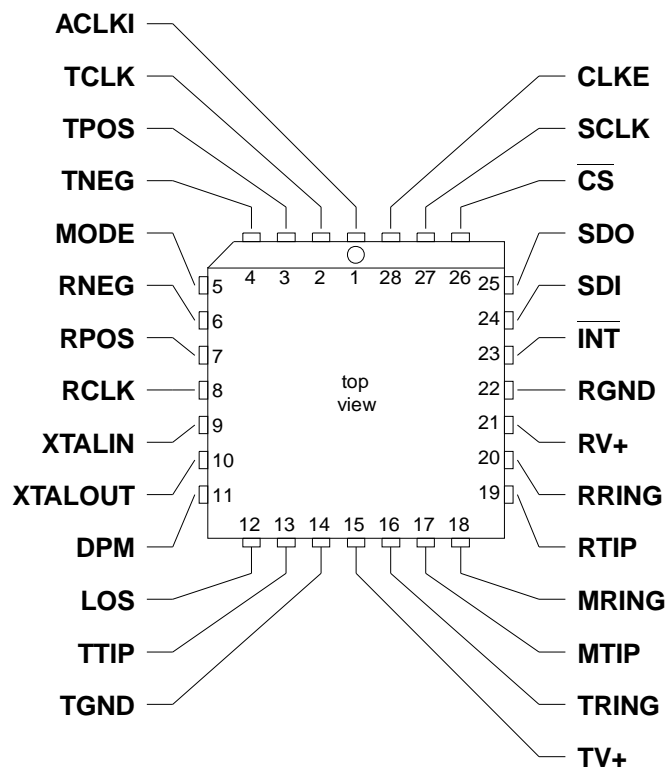 ACLKI
TCLK
TPOS
TNEG
MODE
RNEG
RPOS
RCLK
XTALIN
XTALOUT
DPM
LOS
TTIP
TGND
CLKE
SCLK
C̅S̅
SDO
SDI
I̅N̅T̅
RGND
RV+
RRING
RTIP
MRING
MTIP
TRING
TV+
4 3 2 1 28 27 26
5
6
7
8
9
10
11
25
24
23
22
21
20
19
top
view
12 13 14 15 16 17 18